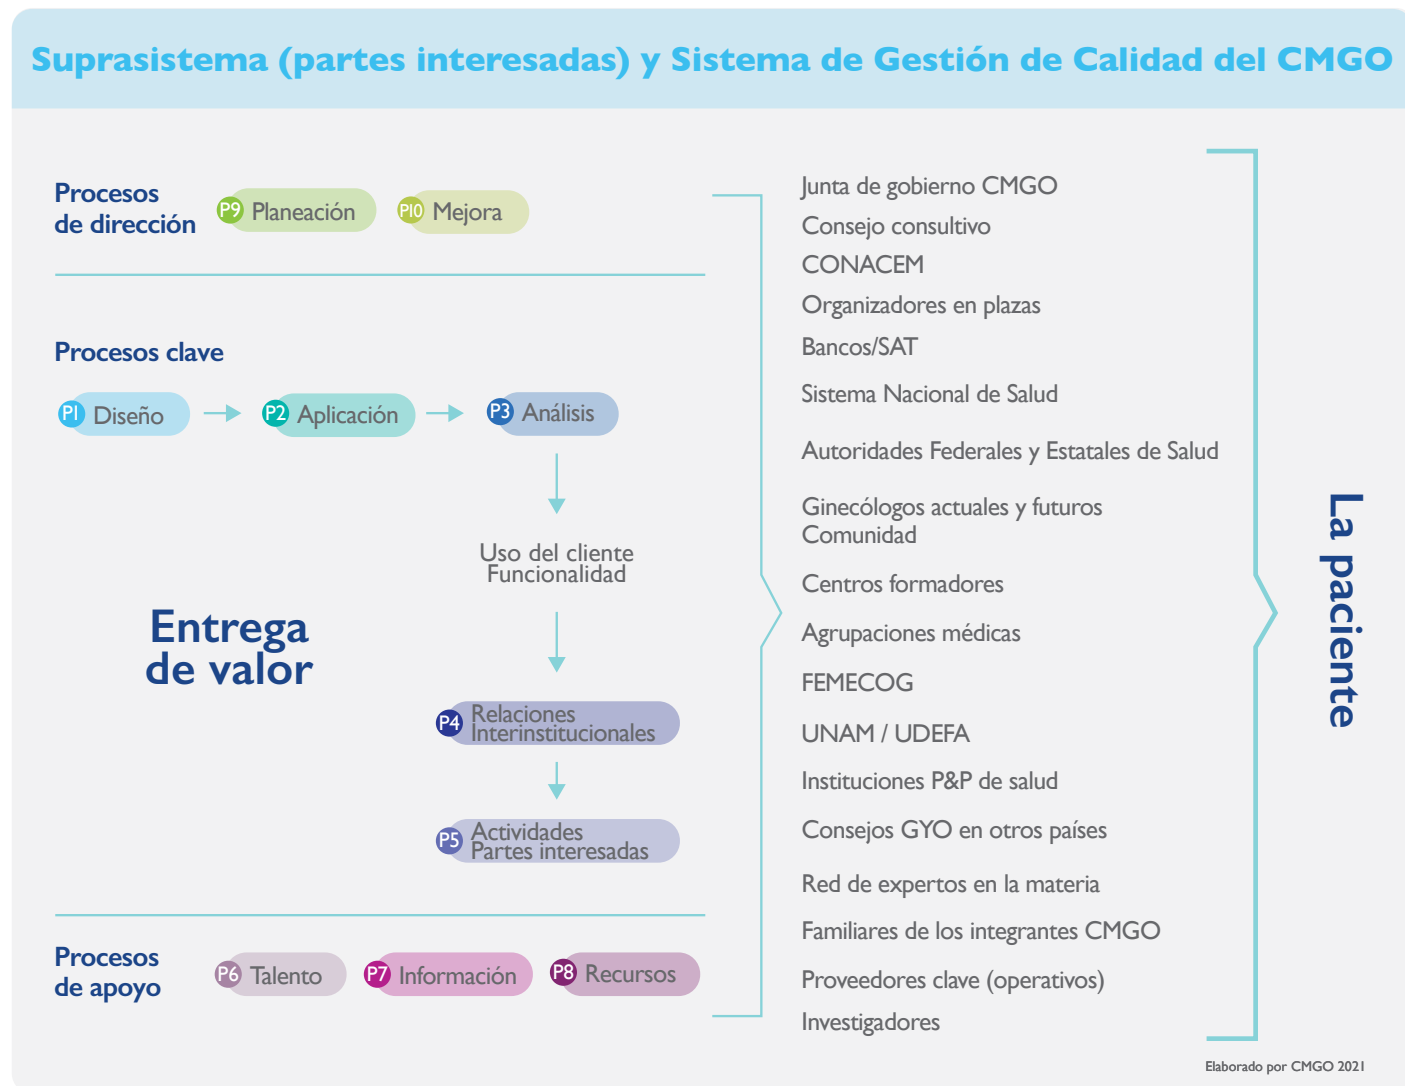 Suprasistema (partes interesadas) y Sistema de Gestión de Calidad del CMGO
Procesos
de dirección
P9 Planeación
P10 Mejora
Procesos clave
P1 Diseño
P2 Aplicación
P3 Análisis
Uso del cliente
Funcionalidad
Entrega
de valor
P4 Relaciones
Interinstitucionales
P5 Actividades
Partes interesadas
Procesos
de apoyo
P6 Talento
P7 Información
P8 Recursos
Junta de gobierno CMGO
Consejo consultivo
CONACEM
Organizadores en plazas
Bancos/SAT
Sistema Nacional de Salud
Autoridades Federales y Estatales de Salud
Ginecólogos actuales y futuros
Comunidad
Centros formadores
Agrupaciones médicas
FEMECOG
UNAM / UDEFA
Instituciones P&P de salud
Consejos GYO en otros países
Red de expertos en la materia
Familiares de los integrantes CMGO
Proveedores clave (operativos)
Investigadores
La paciente
Elaborado por CMGO 2021